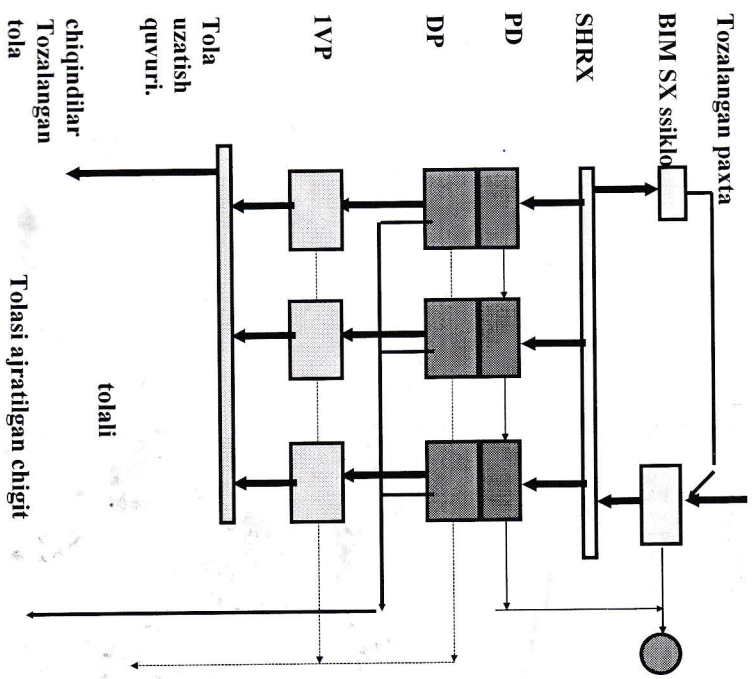 Tozalangan paxta
BIM SX ssiklo
SHRX
PD
DP
1VP
Tola
uzatish
quvuri.
chiqindilar
Tozalangan
tola
tolali
Tolasi ajratilgan chigit